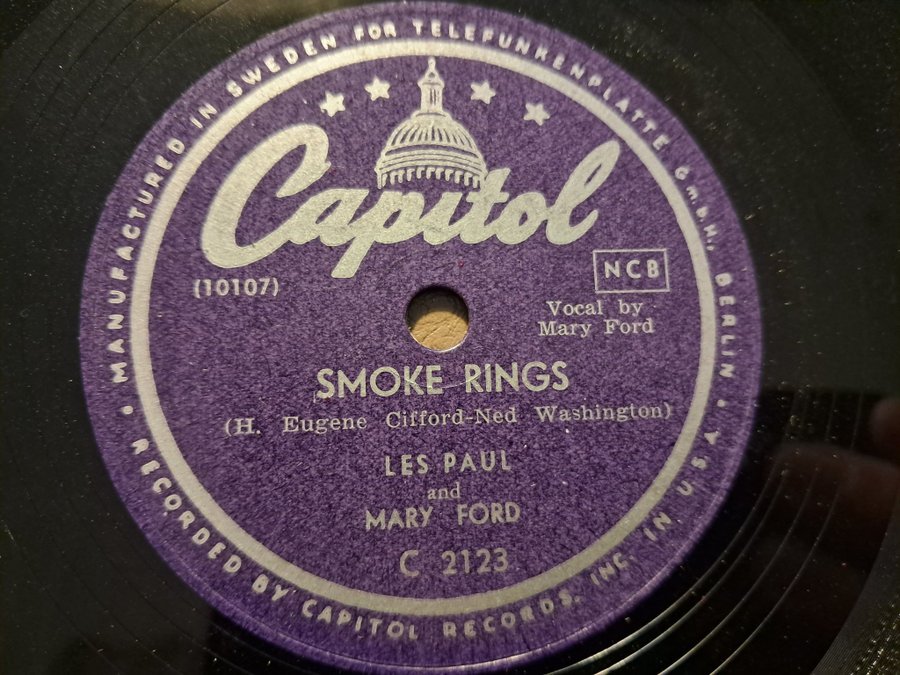 MANUFACTURED IN SWEDEN FOR TELEFUNKENPLATTE G.m.b.H., BERLIN
Capitol
(10107)
NCB
Vocal by
Mary Ford
SMOKE RINGS
(H. Eugene Cifford-Ned Washington)
LES PAUL
and
MARY FORD
C 2123
RECORDED BY CAPITOL RECORDS, INC. IN U.S.A.